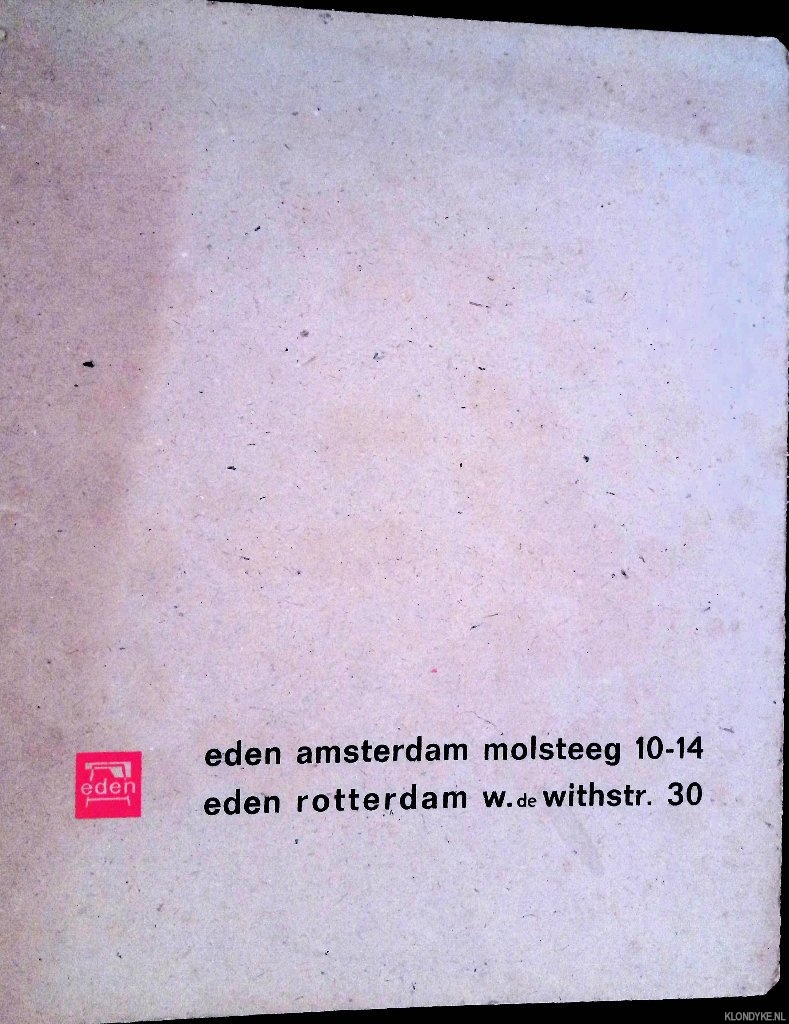 eden amsterdam molsteeg 10-14
eden
eden rotterdam w. de withstr. 30
KLONDYKE.NL